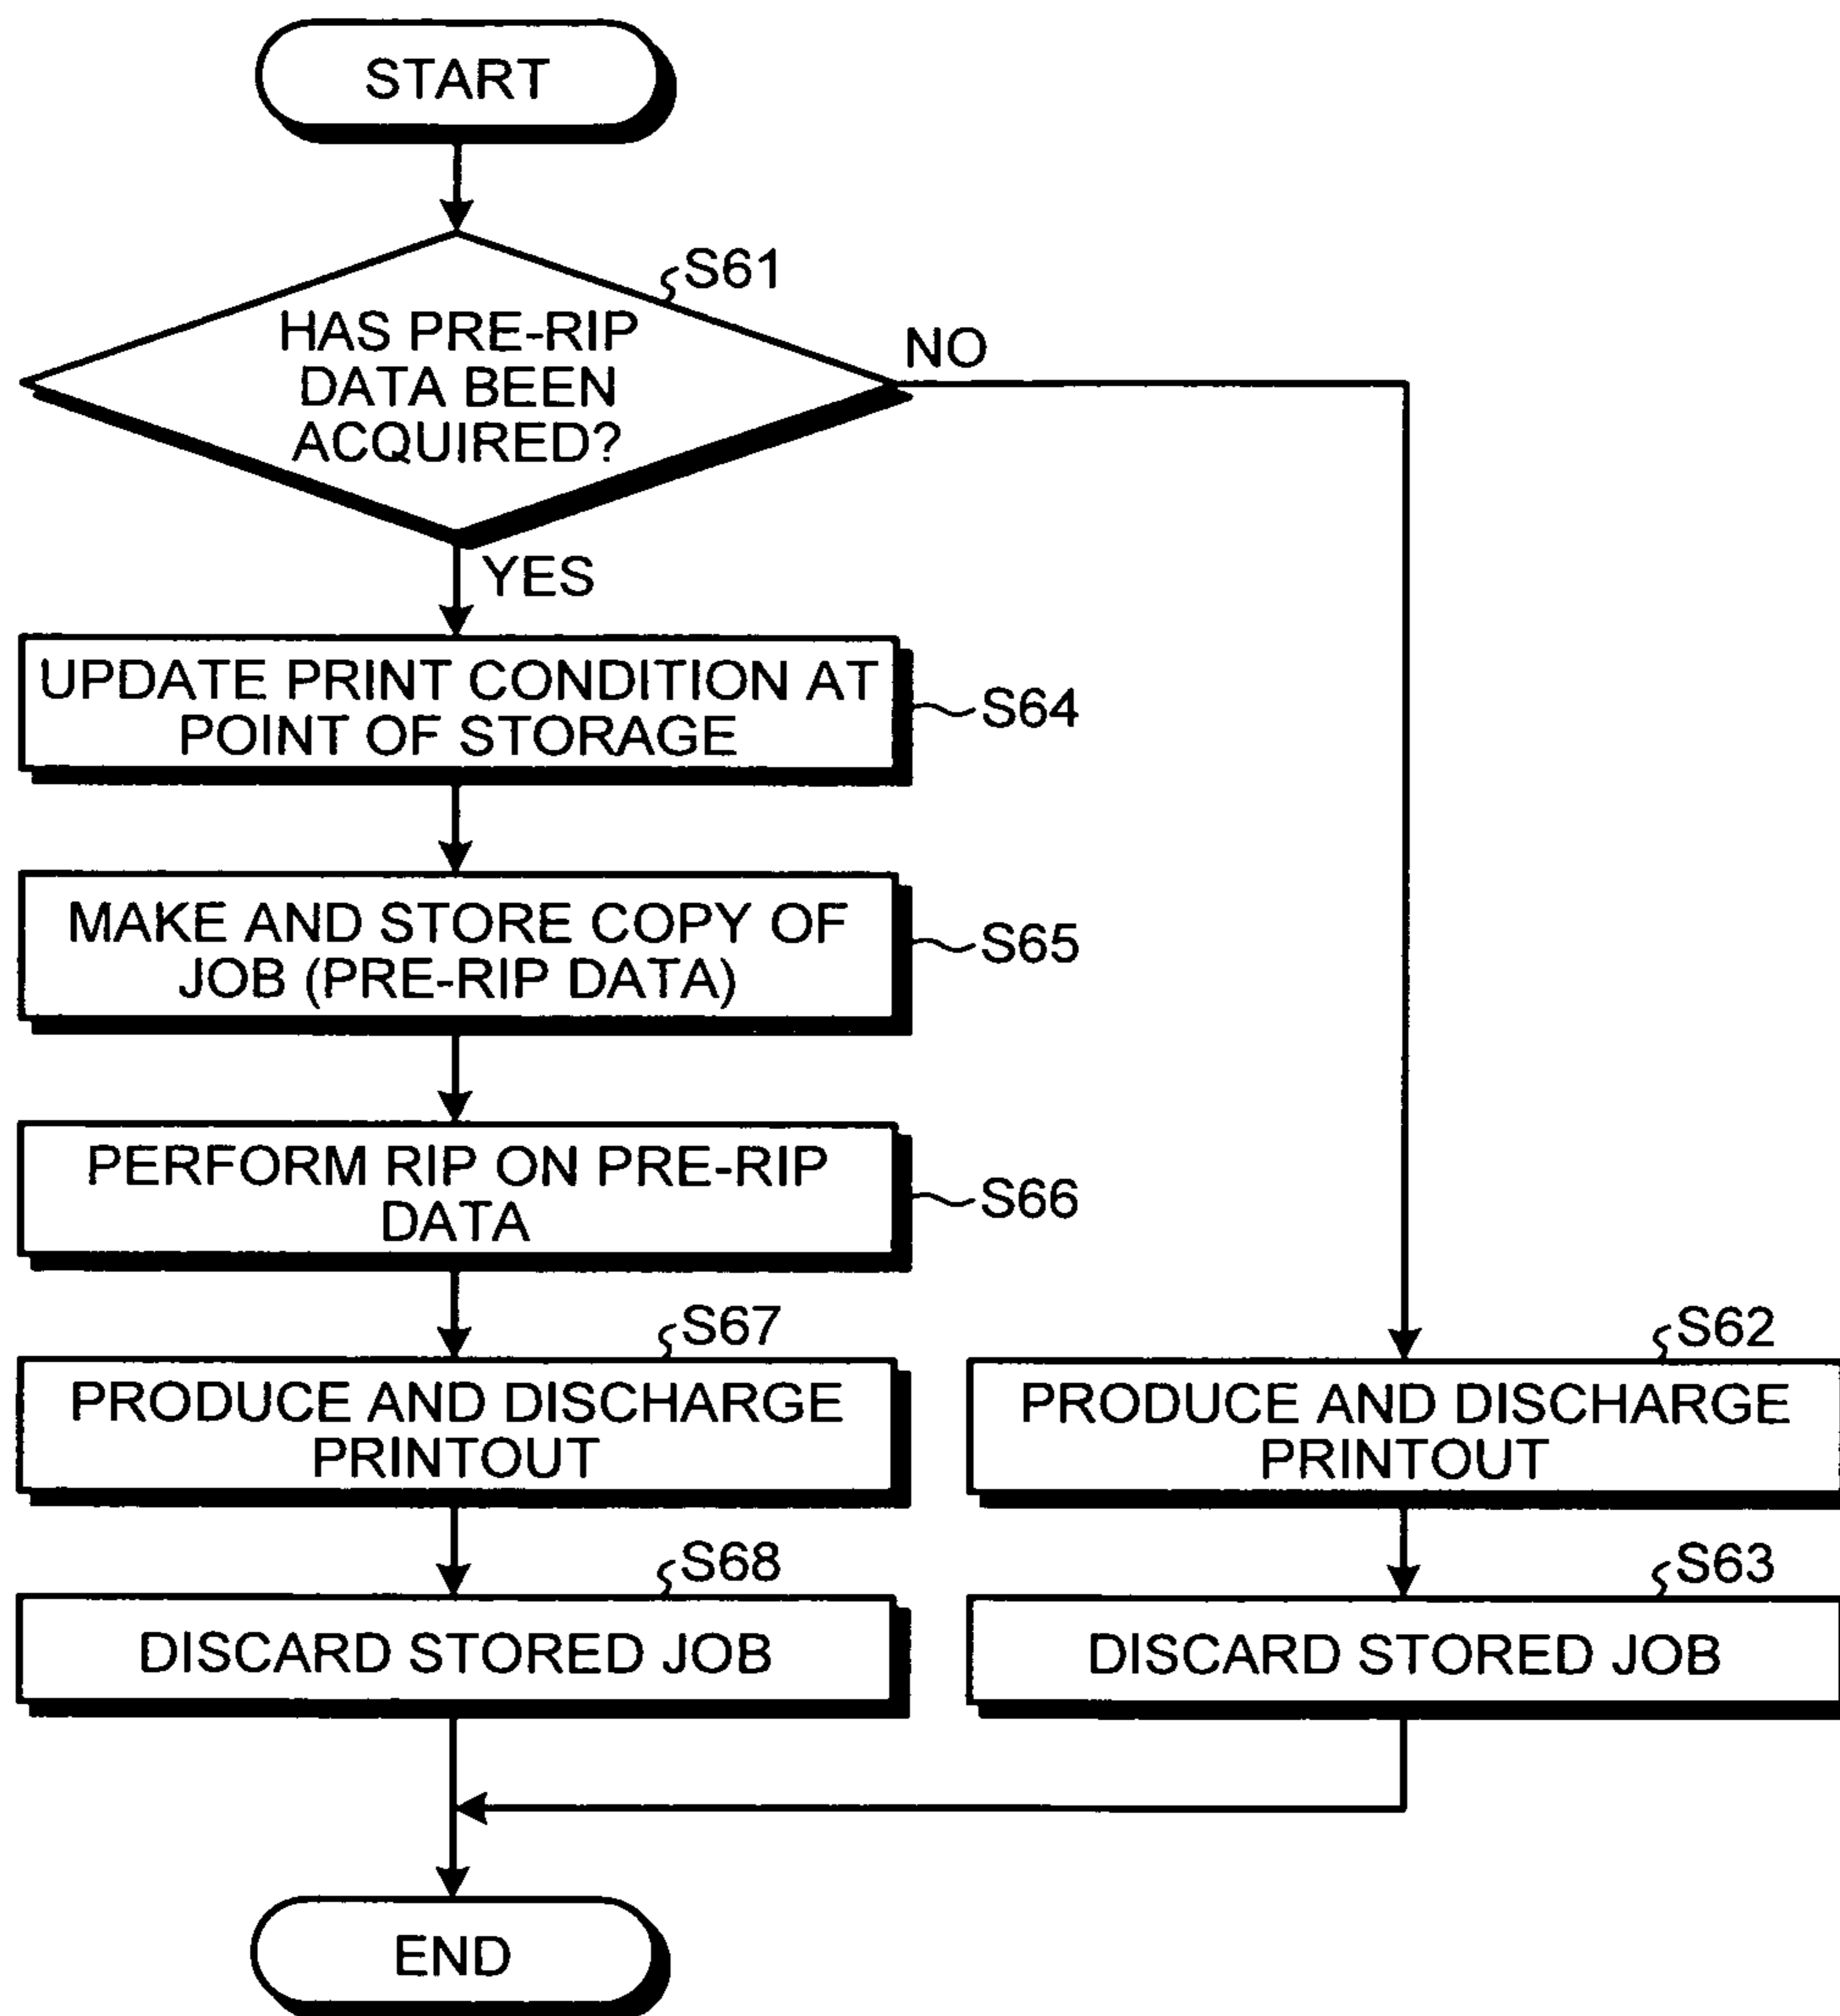 START
S61
HAS PRE-RIP
DATA BEEN
ACQUIRED?
NO
YES
UPDATE PRINT CONDITION AT
POINT OF STORAGE
S64
MAKE AND STORE COPY OF
JOB (PRE-RIP DATA)
S65
PERFORM RIP ON PRE-RIP
DATA
S66
S67
PRODUCE AND DISCHARGE
PRINTOUT
S62
PRODUCE AND DISCHARGE
PRINTOUT
S68
DISCARD STORED JOB
S63
DISCARD STORED JOB
END